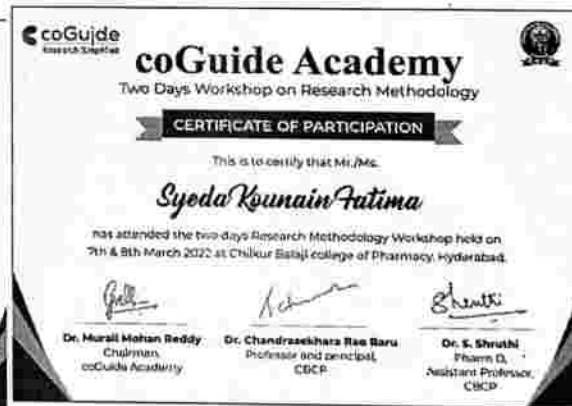 coGuide
Research Simplified
coGuide Academy
Two Days Workshop on Research Methodology
CERTIFICATE OF PARTICIPATION
This is to certify that Mr./Ms.
Syeda Kounain Fatima
has attended the two days Research Methodology Workshop held on
7th & 8th March 2022 at Chilkur Balaji college of Pharmacy, Hyderabad.
Shruthi
Dr. Murali Mohan Reddy
Chairman,
coGuide Academy
Dr. Chandrasekhara Rao Baru
Professor and principal,
CBCP
Dr. S. Shruthi
Pharm D,
Assistant Professor,
CBCP